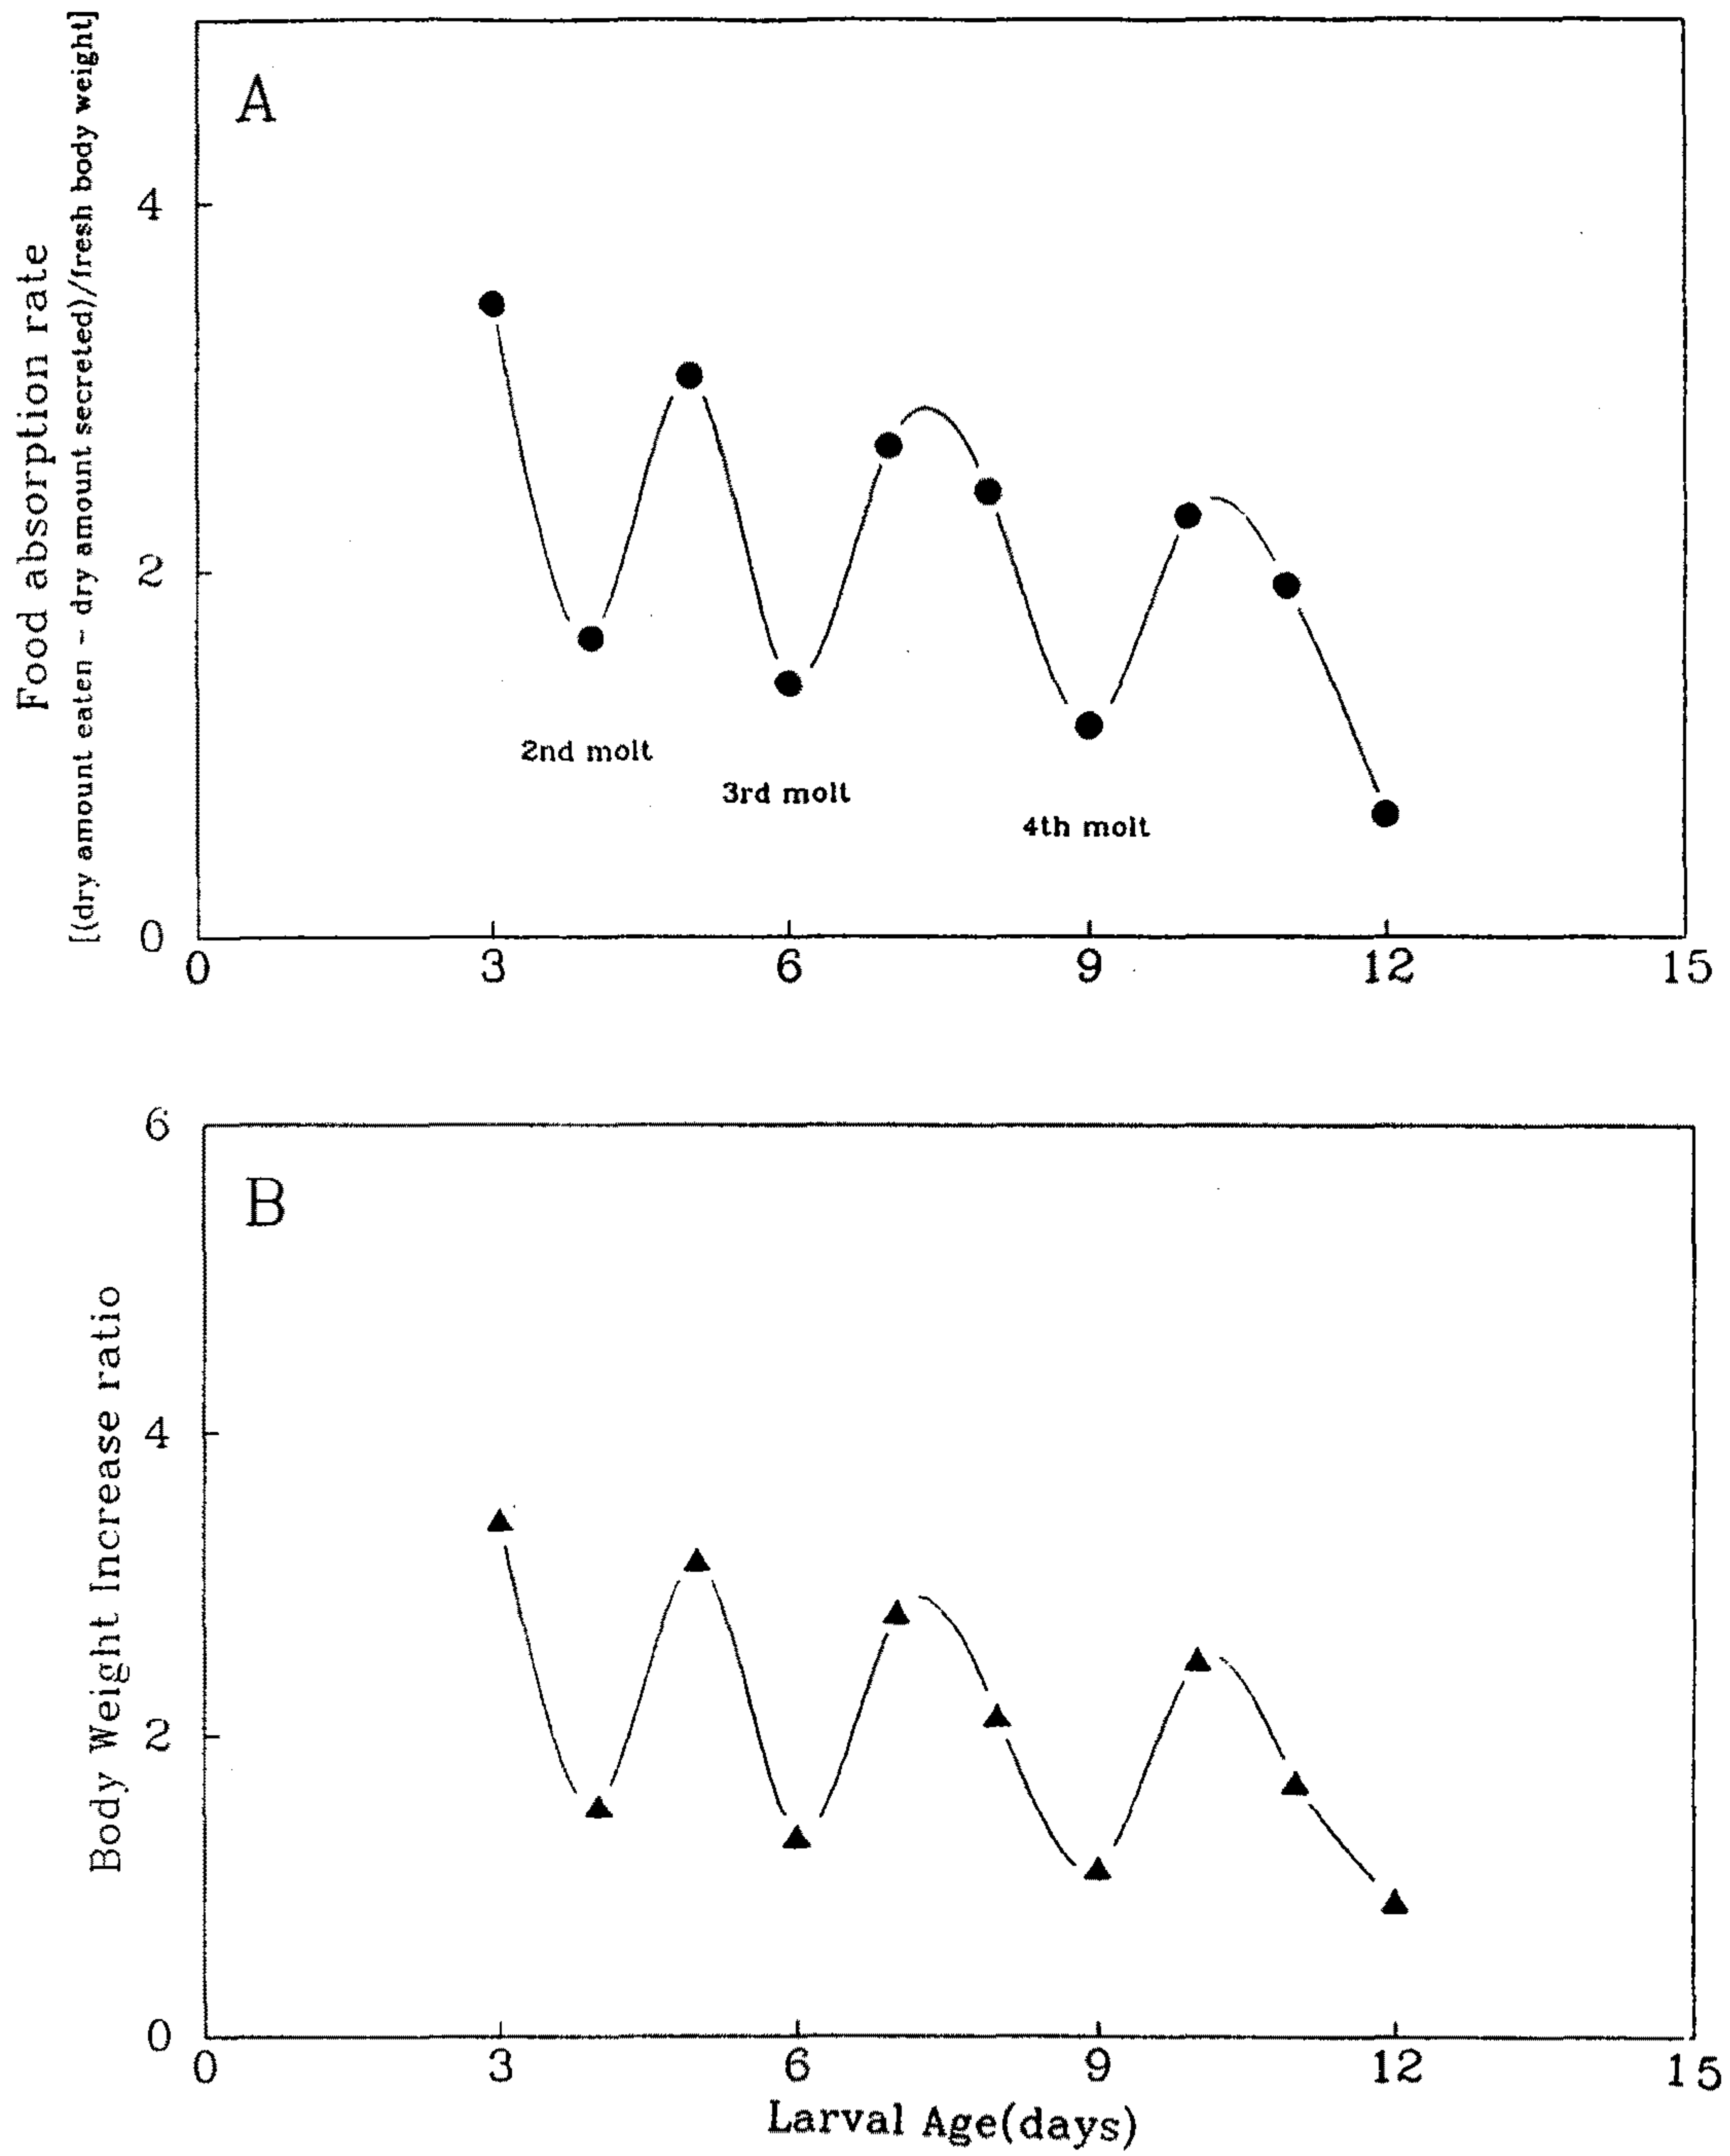 Food absorption rate
[(dry amount eaten - dry amount secreted)/fresh body weight]
A
4
2
0
2nd molt
3rd molt
4th molt
0 3 6 9 12 15
Body Weight Increase ratio
6
B
4
2
0
0 3 6 9 12 15
Larval Age(days)